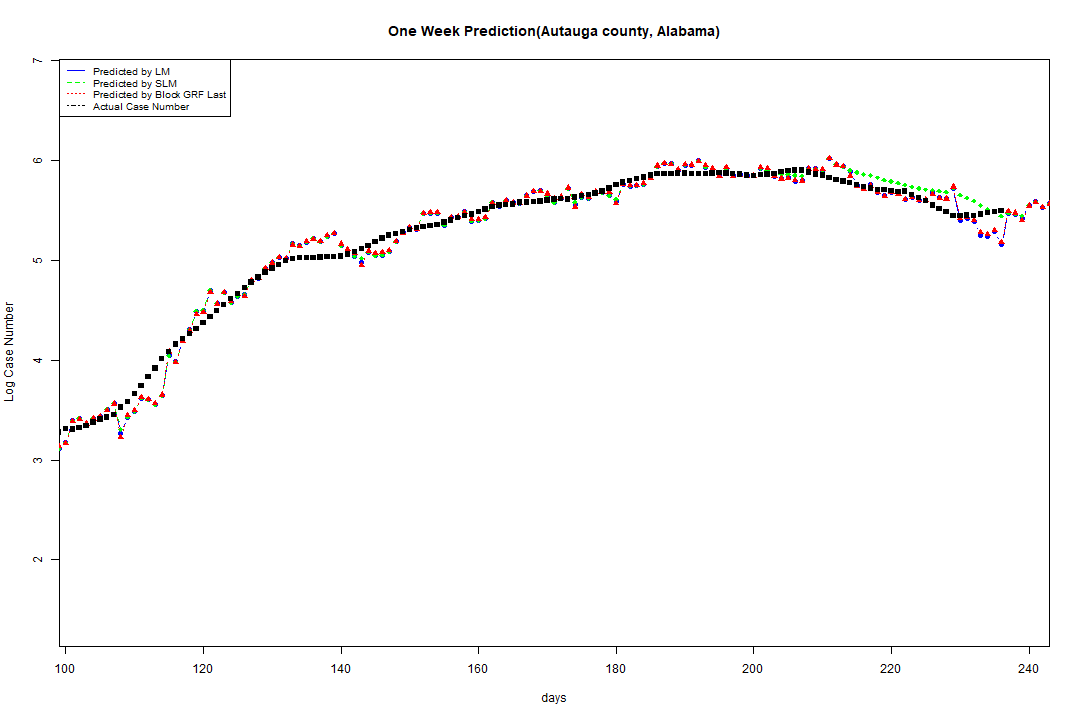 One Week Prediction(Autauga county, Alabama)
Predicted by LM
Predicted by SLM
Predicted by Block GRF Last
Actual Case Number
7
6
5
4
3
2
Log Case Number
100 120 140 160 180 200 220 240
days